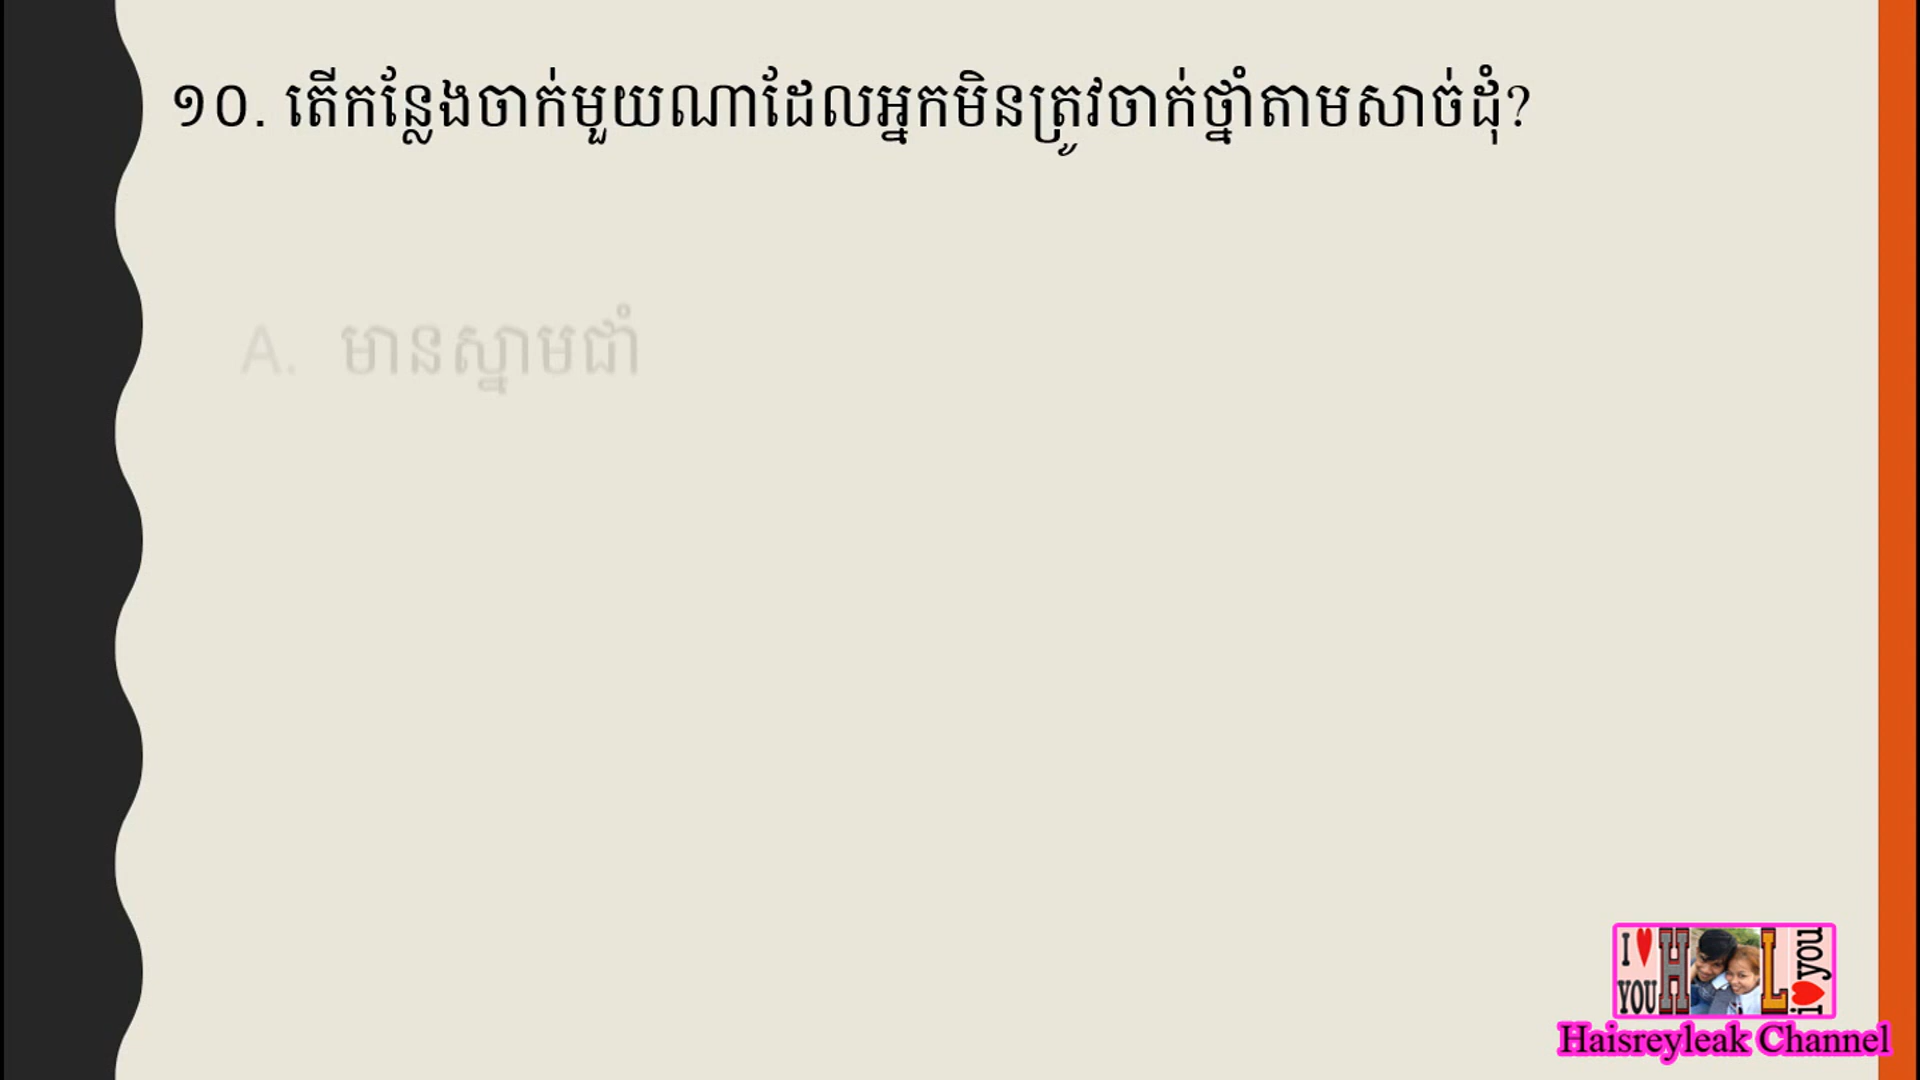 ១០. តើកន្លែងចាក់មួយណាដែលអ្នកមិនត្រូវចាក់ថ្នាំតាមសាច់ដុំ?
A. មានស្នាមជាំ
I ♥ YOU H L i ♥ you
Haisreyleak Channel